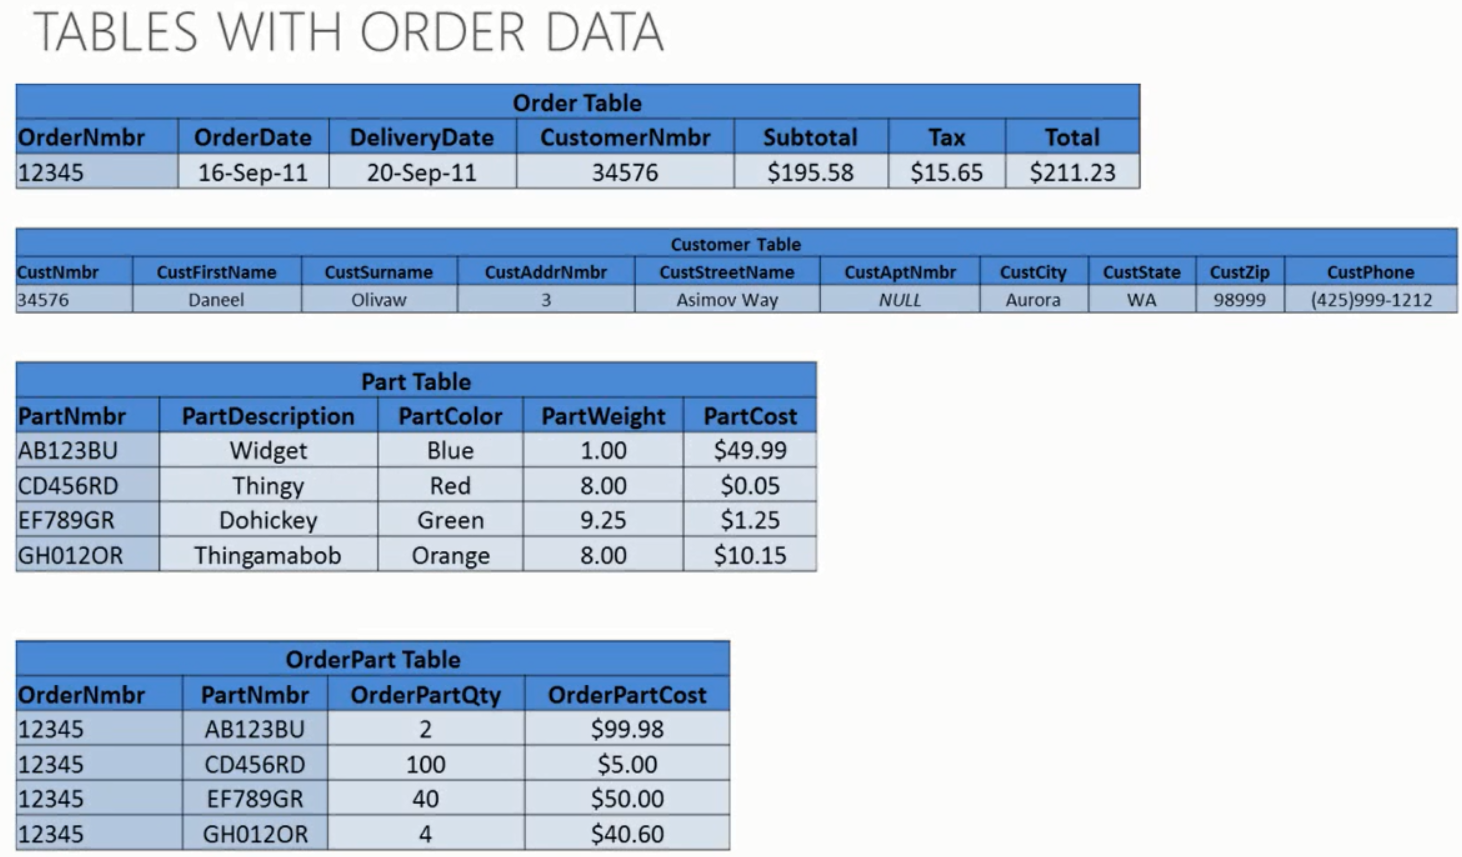 TABLES WITH ORDER DATA
Order Table
OrderNmbr OrderDate DeliveryDate CustomerNmbr Subtotal Tax Total
12345 16-Sep-11 20-Sep-11 34576 $195.58 $15.65 $211.23
Customer Table
CustNmbr CustFirstName CustSurname CustAddrNmbr CustStreetName CustAptNmbr CustCity CustState CustZip CustPhone
34576 Daneel Olivaw 3 Asimov Way NULL Aurora WA 98999 (425)999-1212
Part Table
PartNmbr PartDescription PartColor PartWeight PartCost
AB123BU Widget Blue 1.00 $49.99
CD456RD Thingy Red 8.00 $0.05
EF789GR Dohickey Green 9.25 $1.25
GH012OR Thingamabob Orange 8.00 $10.15
OrderPart Table
OrderNmbr PartNmbr OrderPartQty OrderPartCost
12345 AB123BU 2 $99.98
12345 CD456RD 100 $5.00
12345 EF789GR 40 $50.00
12345 GH012OR 4 $40.60